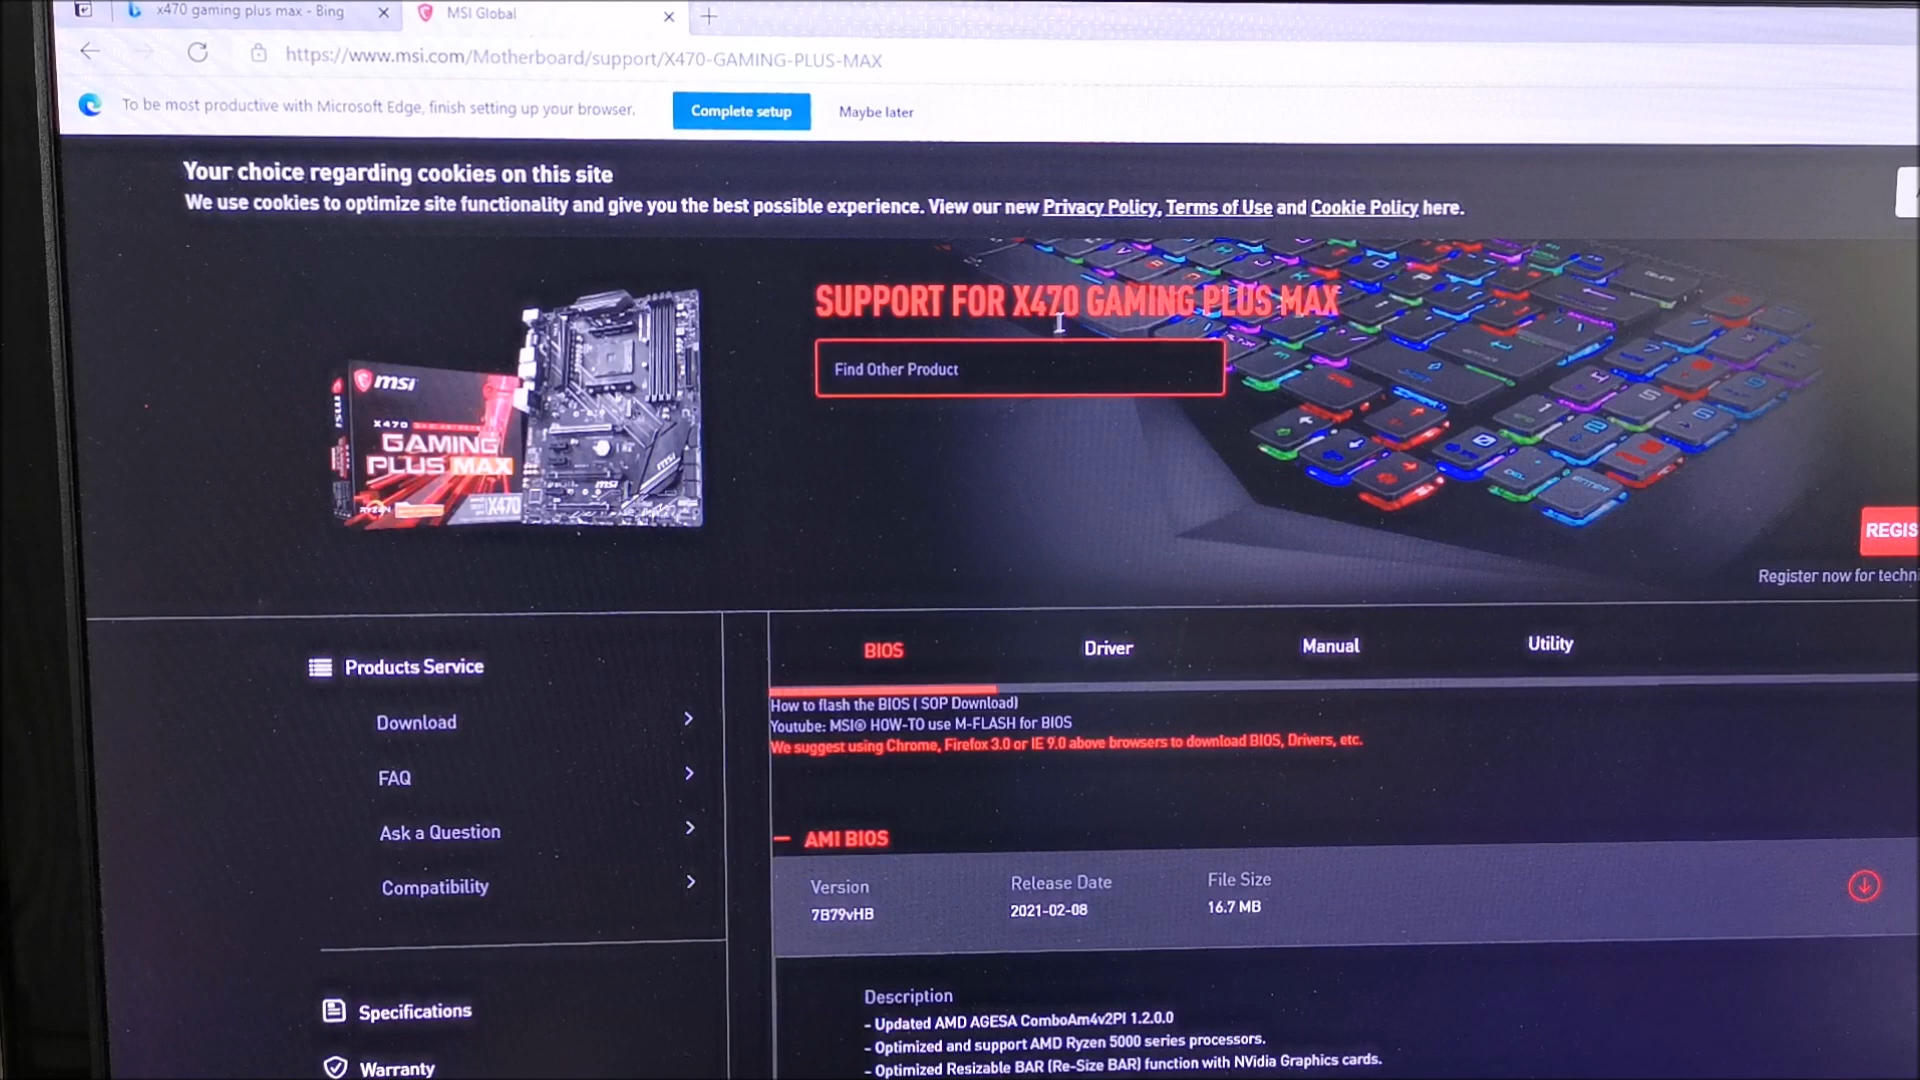 x470 gaming plus max - Bing
MSI Global
https://www.msi.com/Motherboard/support/X470-GAMING-PLUS-MAX
To be most productive with Microsoft Edge, finish setting up your browser.
Complete setup
Maybe later
Your choice regarding cookies on this site
We use cookies to optimize site functionality and give you the best possible experience. View our new Privacy Policy, Terms of Use and Cookie Policy here.
SUPPORT FOR X470 GAMING PLUS MAX
Find Other Product
msi
X470
GAMING
PLUS MAX
RYZEN
X470
msi
REGIS
Register now for techni
Products Service
Download
FAQ
Ask a Question
Compatibility
Specifications
Warranty
BIOS
Driver
Manual
Utility
How to flash the BIOS ( SOP Download)
Youtube: MSI® HOW-TO use M-FLASH for BIOS
We suggest using Chrome, Firefox 3.0 or IE 9.0 above browsers to download BIOS, Drivers, etc.
AMI BIOS
Version
Release Date
File Size
7B79vHB
2021-02-08
16.7 MB
Description
- Updated AMD AGESA ComboAm4v2PI 1.2.0.0
- Optimized and support AMD Ryzen 5000 series processors.
- Optimized Resizable BAR (Re-Size BAR) function with NVidia Graphics cards.